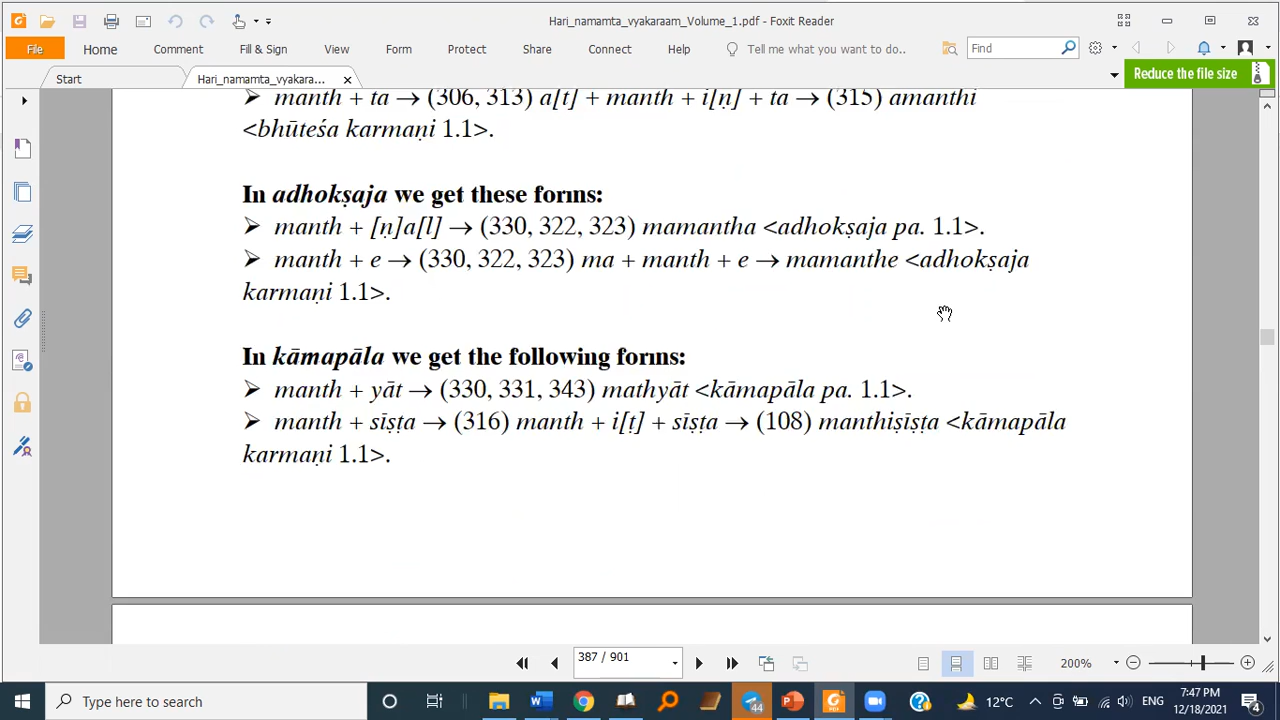 Hari_namamta_vyakaraam_Volume_1.pdf - Foxit Reader
File Home Comment Fill & Sign View Form Protect Share Connect Help Tell me what you want to do.. Find
Start Hari_namamta_vyakara... Reduce the file size
➢ manth + ta → (306, 313) a[t] + manth + i[ṇ] + ta → (315) amanthi
<bhūteśa karmaṇi 1.1>.
In adhokṣaja we get these forms:
➢ manth + [ṇ]a[l] → (330, 322, 323) mamantha <adhokṣaja pa. 1.1>.
➢ manth + e → (330, 322, 323) ma + manth + e → mamanthe <adhokṣaja
karmaṇi 1.1>.
In kāmapāla we get the following forms:
➢ manth + yāt → (330, 331, 343) mathyāt <kāmapāla pa. 1.1>.
➢ manth + sīṣṭa → (316) manth + i[ṭ] + sīṣṭa → (108) manthiṣīṣṭa <kāmapāla
karmaṇi 1.1>.
387 / 901 200%
Type here to search 44 12°C ENG 7:47 PM 12/18/2021 4